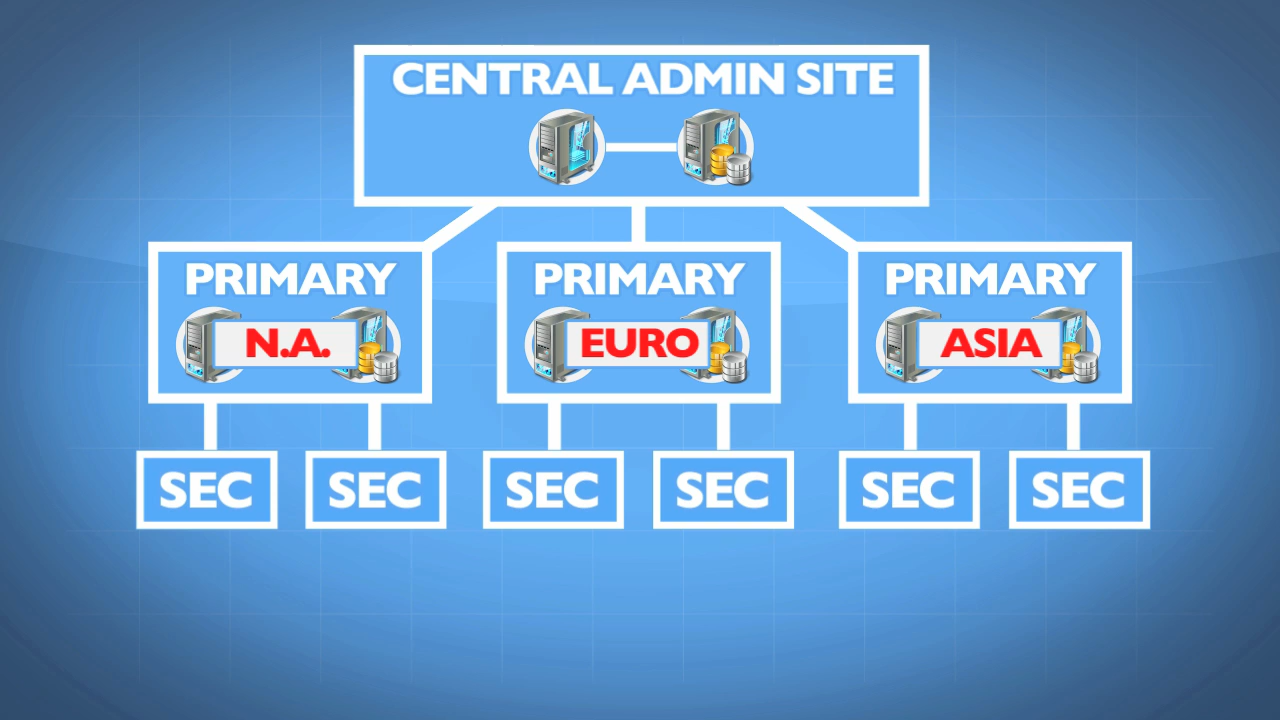 CENTRAL ADMIN SITE
PRIMARY
N.A.
PRIMARY
EURO
PRIMARY
ASIA
SEC
SEC
SEC
SEC
SEC
SEC